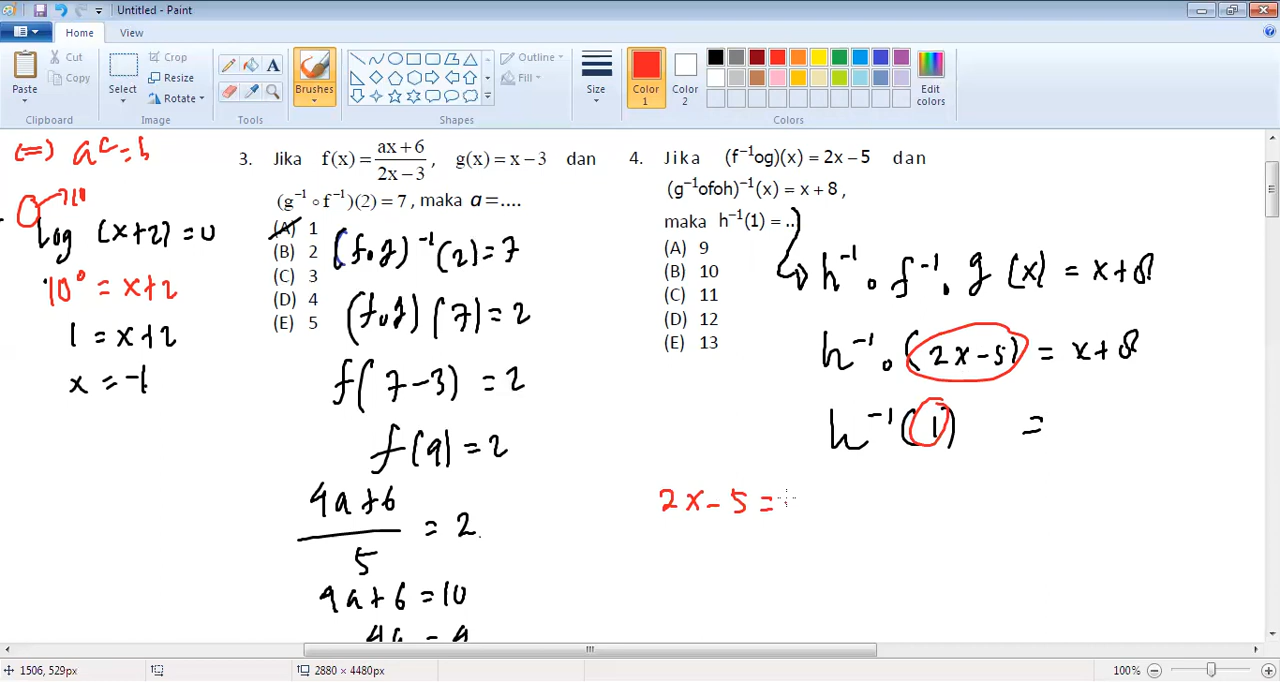 Untitled - Paint
Home
View
Paste
Cut
Copy
Clipboard
Select
Crop
Resize
Rotate
Image
A
Tools
Brushes
Shapes
Outline
Fill
Size
Color 1
Color 2
Edit colors
Colors
(=) a^c = b
710
log (x+2) = 0
10^0 = x+2
1 = x+2
x = -1
3. Jika f(x) = (ax+6)/(2x−3), g(x) = x−3 dan
(g⁻¹ o f⁻¹)(2) = 7, maka a = ....
(A) 1
(B) 2
(C) 3
(D) 4
(E) 5
(f∘g)⁻¹(2) = 7
(f∘g)(7) = 2
f(7−3) = 2
f(4) = 2
(4a+6)/5 = 2
4a+6 = 10
4a = 4
4. Jika (f⁻¹og)(x) = 2x−5 dan
(g⁻¹ofoh)⁻¹(x) = x+8,
maka h⁻¹(1) = ..
(A) 9
(B) 10
(C) 11
(D) 12
(E) 13
h⁻¹ ∘ f⁻¹ ∘ g (x) = x+8
h⁻¹ ∘ (2x−5) = x+8
h⁻¹(1) =
2x−5 =
1506, 529px
2880 × 4480px
100%